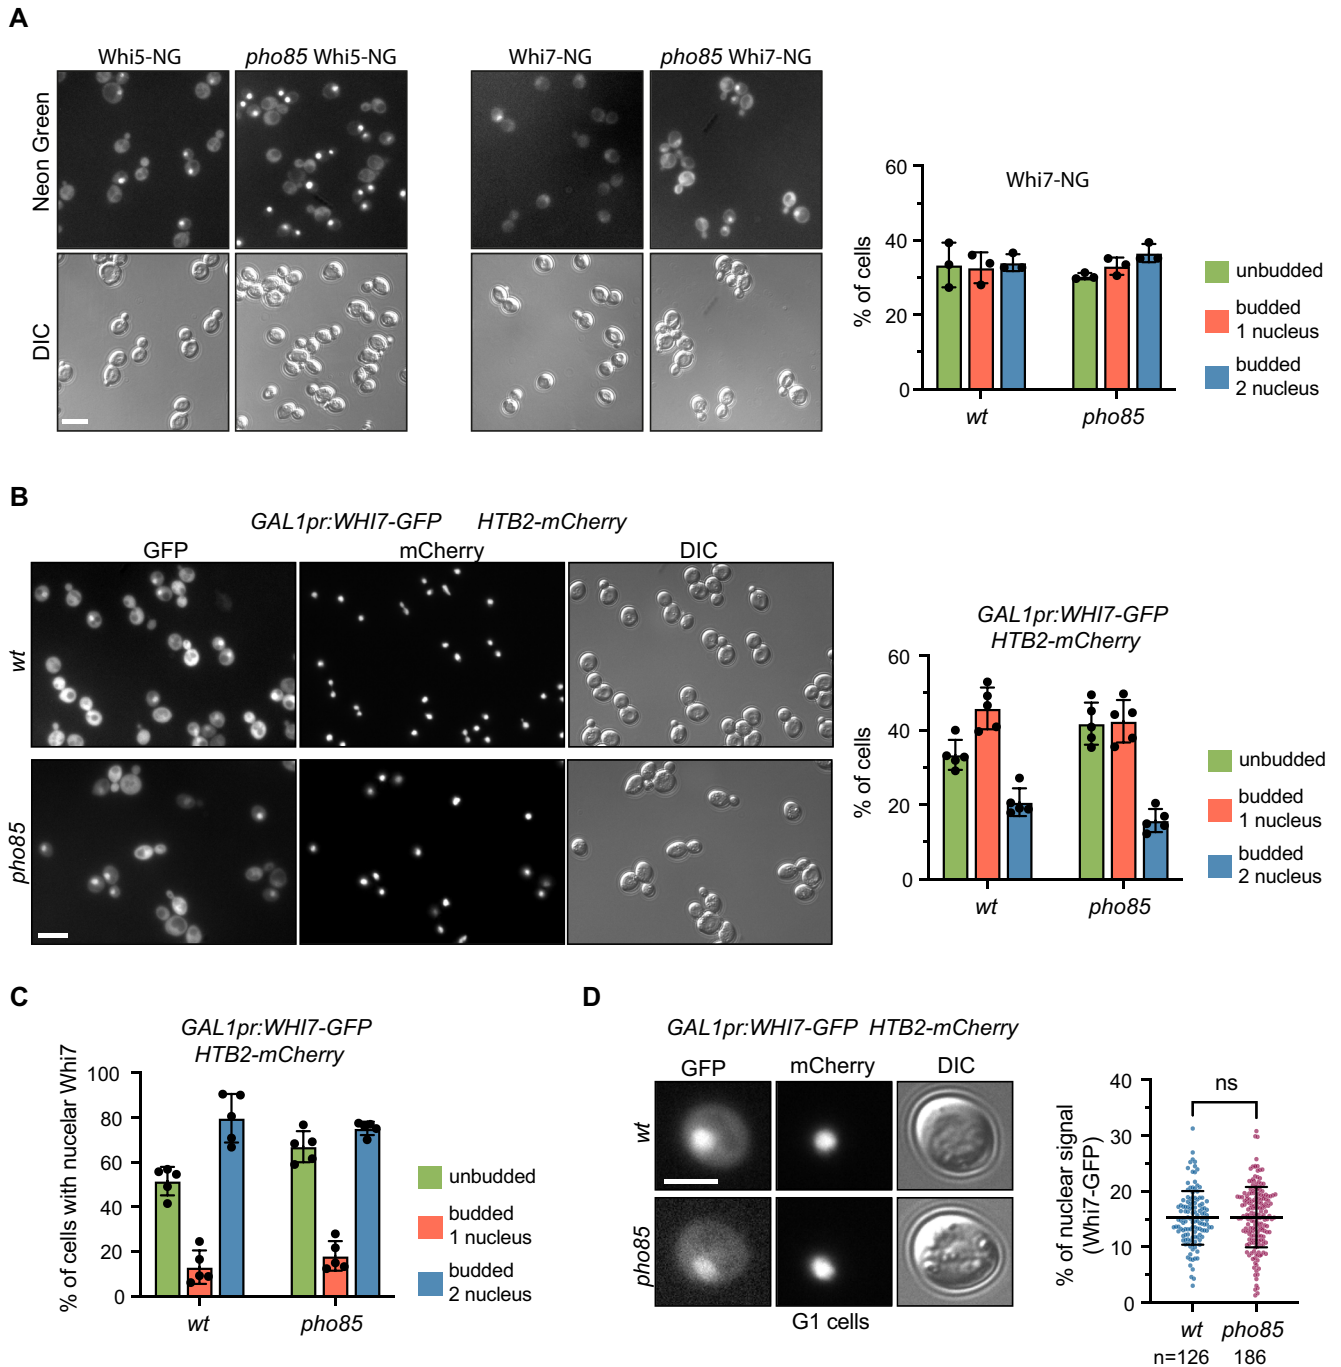 A
Whi5-NG
pho85 Whi5-NG
Whi7-NG
pho85 Whi7-NG
Neon Green
DIC
60
40
20
0
% of cells
Whi7-NG
wt
pho85
unbudded
budded
1 nucleus
budded
2 nucleus
B
GAL1pr:WHI7-GFP HTB2-mCherry
GFP
mCherry
DIC
wt
pho85
GAL1pr:WHI7-GFP
HTB2-mCherry
60
40
20
0
% of cells
wt
pho85
unbudded
budded
1 nucleus
budded
2 nucleus
C
GAL1pr:WHI7-GFP
HTB2-mCherry
% of cells with nucelar Whi7
100
80
60
40
20
0
wt
pho85
unbudded
budded
1 nucleus
budded
2 nucleus
D
GAL1pr:WHI7-GFP HTB2-mCherry
GFP
mCherry
DIC
wt
pho85
G1 cells
% of nuclear signal
(Whi7-GFP)
40
30
20
10
0
ns
wt
pho85
n=126
186